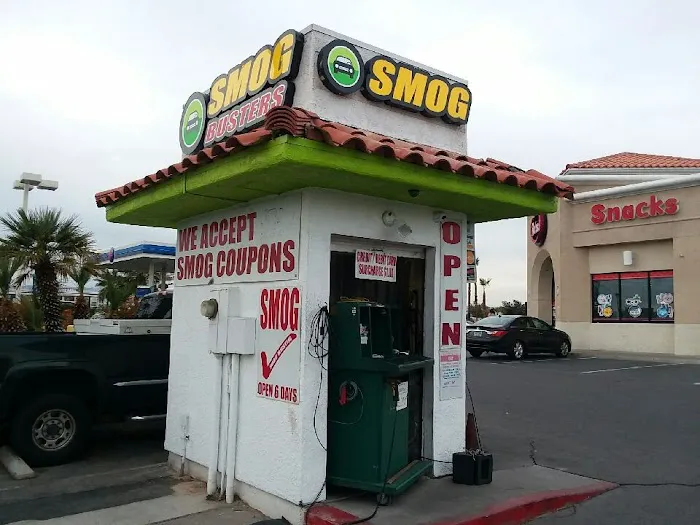 SMOG
BUSTERS
SMOG
WE ACCEPT
SMOG COUPONS
SMOG
OPEN 6 DAYS
OPEN
Snacks